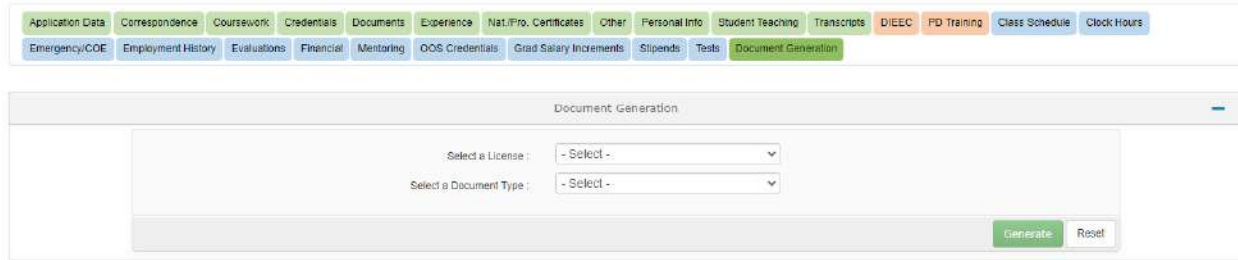 Application Data Correspondence Coursework Credentials Documents Experience Nat./Pro. Certificates Other Personal Info Student Teaching Transcripts DIEEC PD Training Class Schedule Clock Hours
Emergency/COE Employment History Evaluations Financial Mentoring OOS Credentials Grad Salary Increments Stipends Tests Document Generation
Document Generation
Select a License : - Select -
Select a Document Type : - Select -
Generate Reset